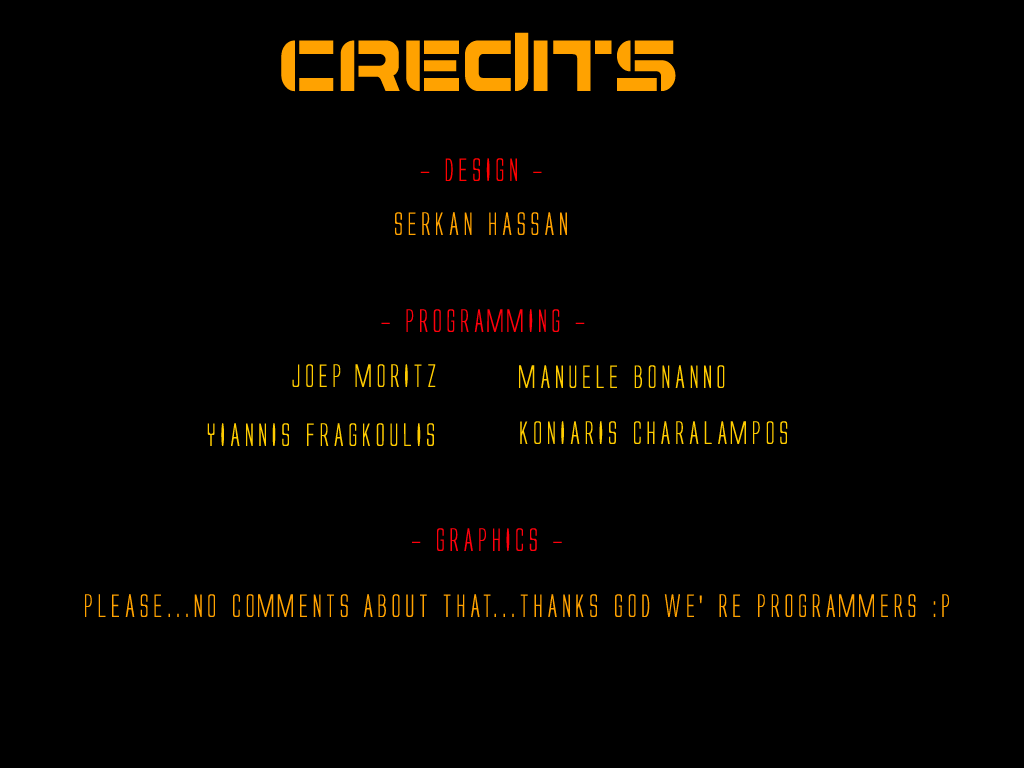 CREDITS
- DESIGN -
SERKAN HASSAN
- PROGRAMMING -
JOEP MORITZ MANUELE BONANNO
YIANNIS FRAGKOULIS KONIARIS CHARALAMPOS
- GRAPHICS -
PLEASE...NO COMMENTS ABOUT THAT...THANKS GOD WE' RE PROGRAMMERS :P